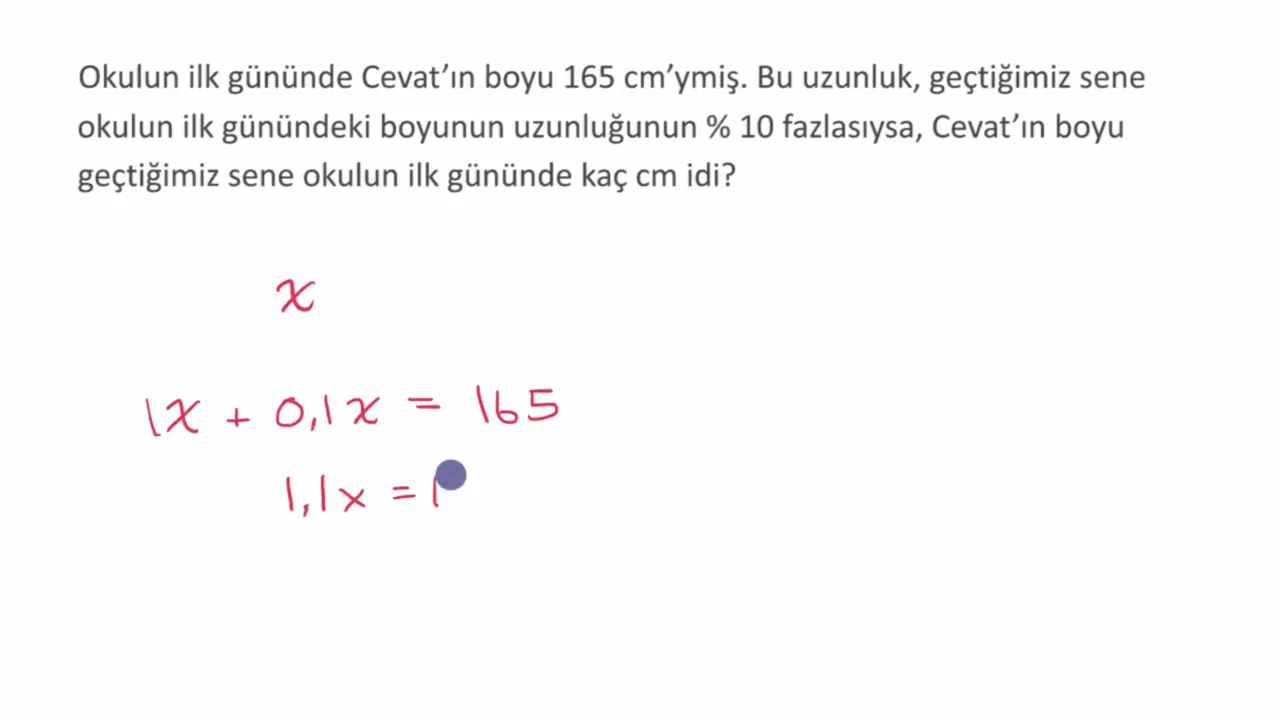 Okulun ilk gününde Cevat’ın boyu 165 cm’ymiş. Bu uzunluk, geçtiğimiz sene
okulun ilk günündeki boyunun uzunluğunun % 10 fazlasıysa, Cevat’ın boyu
geçtiğimiz sene okulun ilk gününde kaç cm idi?
x
1x + 0,1x = 165
1,1x = 1